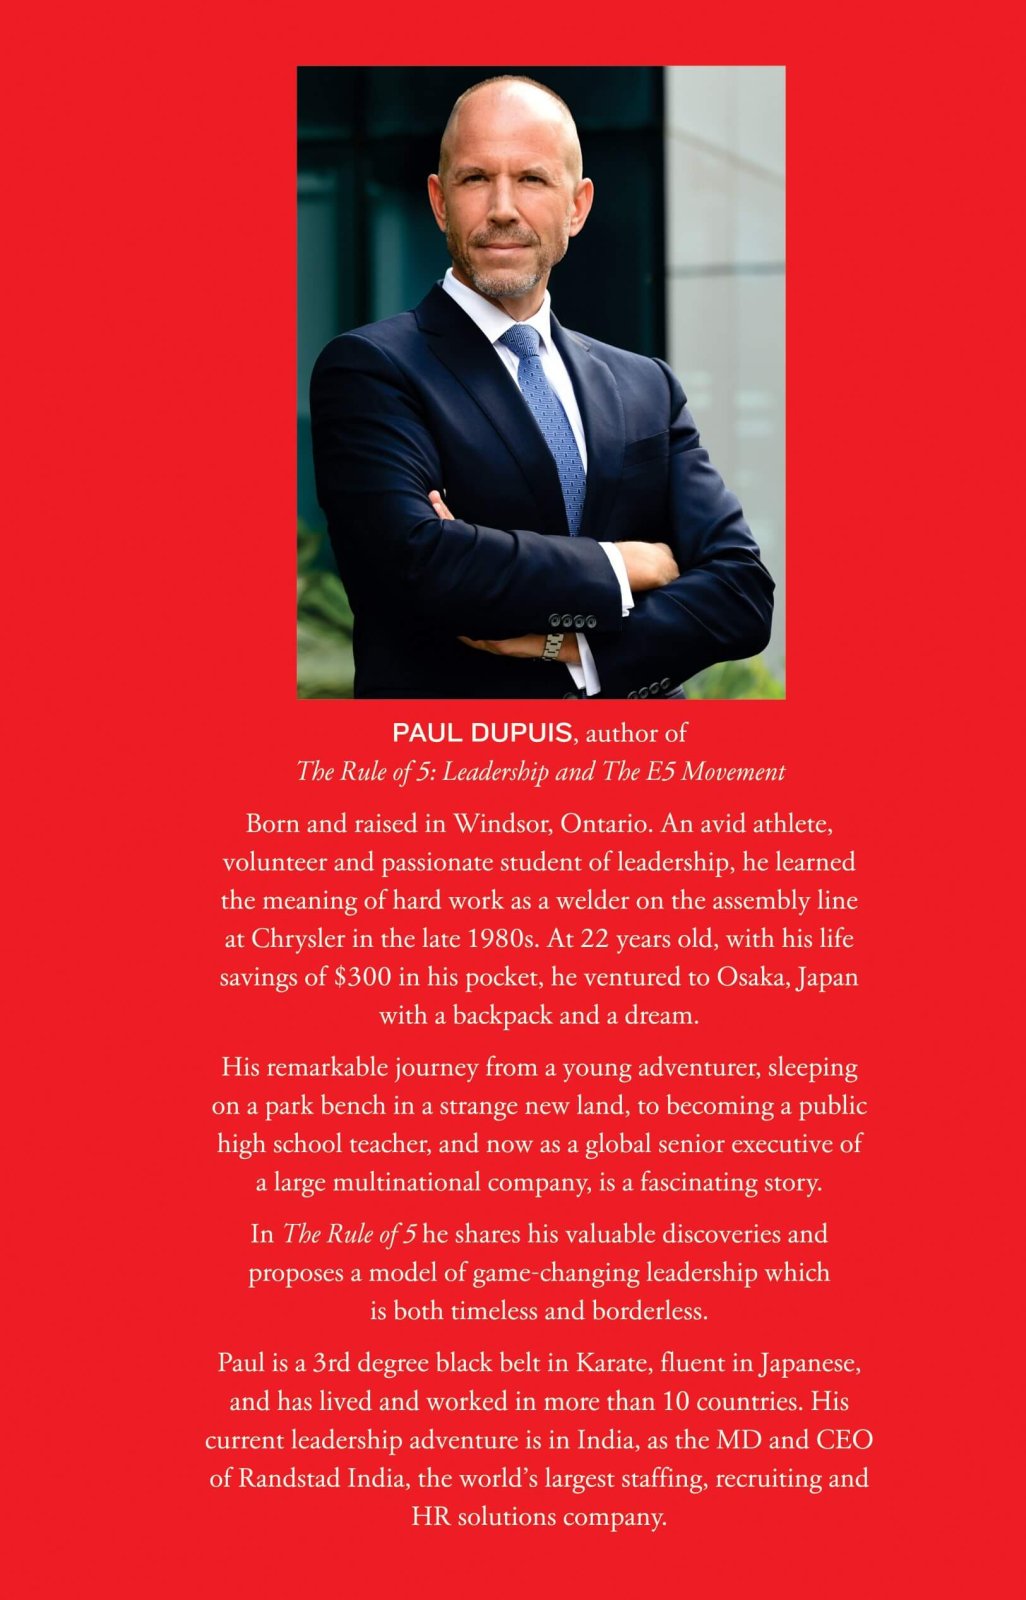 PAUL DUPUIS, author of
The Rule of 5: Leadership and The E5 Movement
Born and raised in Windsor, Ontario. An avid athlete,
volunteer and passionate student of leadership, he learned
the meaning of hard work as a welder on the assembly line
at Chrysler in the late 1980s. At 22 years old, with his life
savings of $300 in his pocket, he ventured to Osaka, Japan
with a backpack and a dream.
His remarkable journey from a young adventurer, sleeping
on a park bench in a strange new land, to becoming a public
high school teacher, and now as a global senior executive of
a large multinational company, is a fascinating story.
In The Rule of 5 he shares his valuable discoveries and
proposes a model of game-changing leadership which
is both timeless and borderless.
Paul is a 3rd degree black belt in Karate, fluent in Japanese,
and has lived and worked in more than 10 countries. His
current leadership adventure is in India, as the MD and CEO
of Randstad India, the world’s largest staffing, recruiting and
HR solutions company.